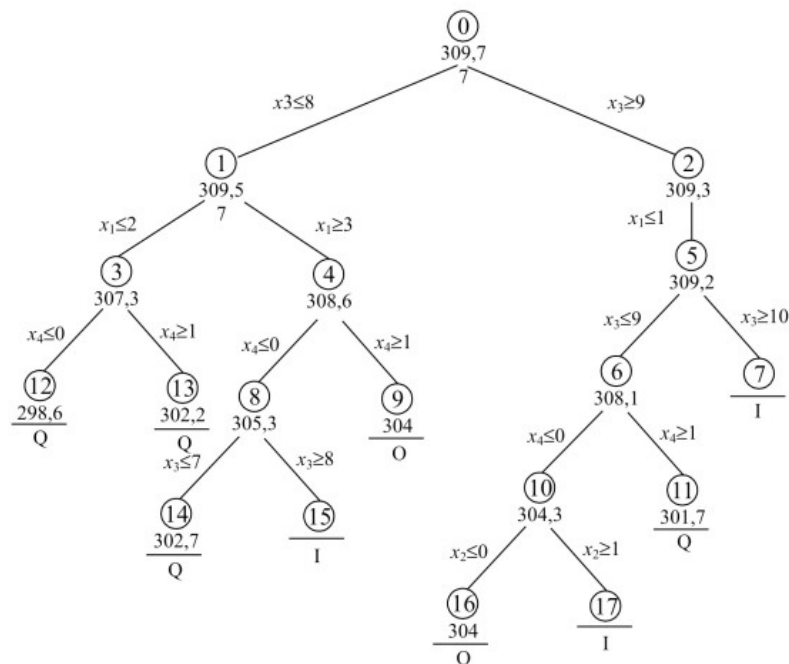 0
309,7
7
x3≤8
x₃≥9
1
309,5
7
2
309,3
x₁≤2
x₁≥3
x₁≤1
3
307,3
4
308,6
5
309,2
x₄≤0
x₄≥1
x₄≤0
x₄≥1
x₃≤9
x₃≥10
12
298,6
Q
13
302,2
Q
8
305,3
9
304
O
6
308,1
7
I
x₃≤7
x₃≥8
x₄≤0
x₄≥1
14
302,7
Q
15
I
10
304,3
11
301,7
Q
x₂≤0
x₂≥1
16
304
O
17
I